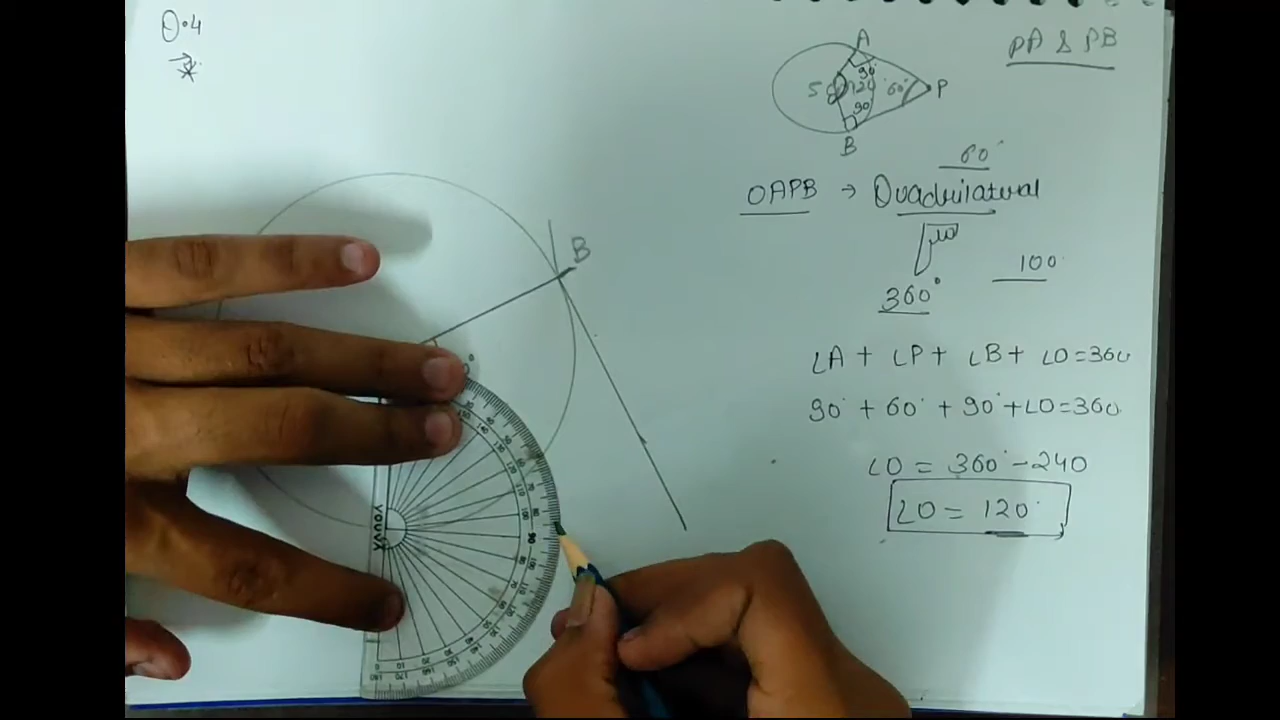 Q.4
PA & PB
A
90°
5 O 120 60° P
90
B
60°
OAPB → Quadrilateral
100°
360°
∠A + ∠P + ∠B + ∠O = 360
90° + 60° + 90° + ∠O = 360
∠O = 360° - 240
∠O = 120°
B
YOUVA